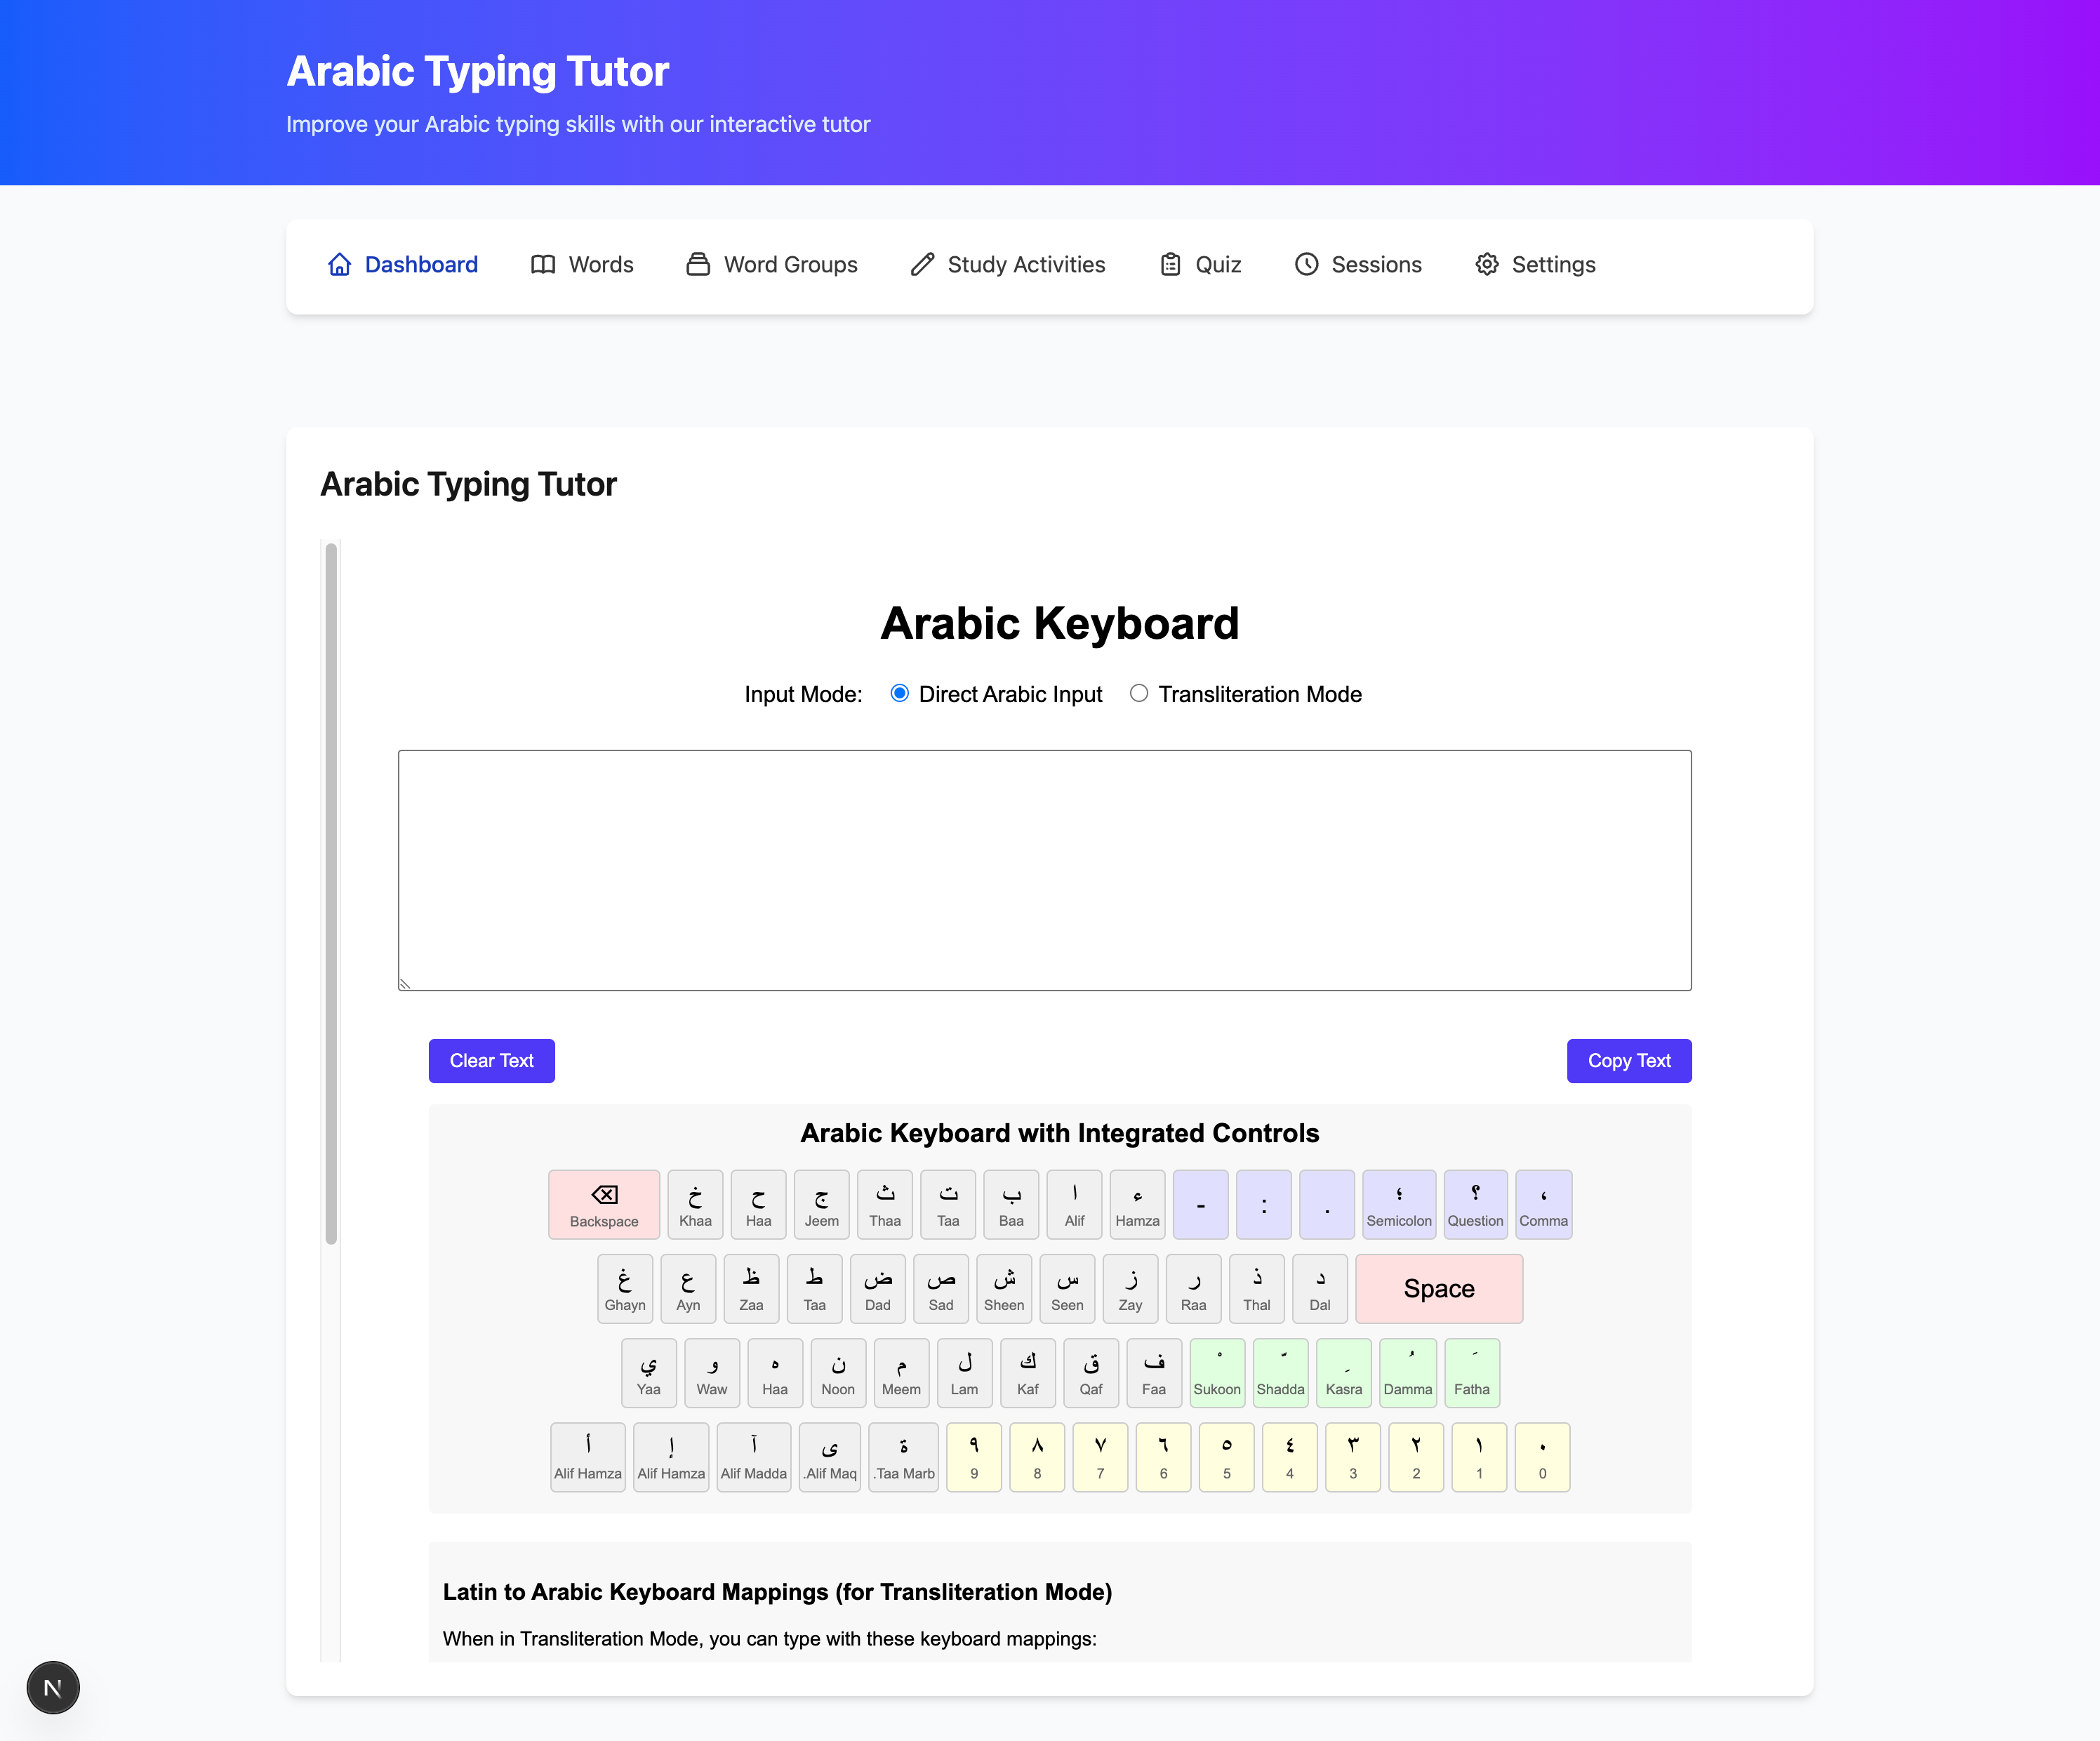 Arabic Typing Tutor
Improve your Arabic typing skills with our interactive tutor
Dashboard Words Word Groups Study Activities Quiz Sessions Settings
Arabic Typing Tutor
Arabic Keyboard
Input Mode: Direct Arabic Input Transliteration Mode
Clear Text Copy Text
Arabic Keyboard with Integrated Controls
⌫ خ ح ج ث ت ب ا ء - : . ؛ ؟ ،
Backspace Khaa Haa Jeem Thaa Taa Baa Alif Hamza Semicolon Question Comma
غ ع ظ ط ض ص ش س ز ر ذ د Space
Ghayn Ayn Zaa Taa Dad Sad Sheen Seen Zay Raa Thal Dal
ي و ه ن م ل ك ق ف ْ ّ ِ ُ َ
Yaa Waw Haa Noon Meem Lam Kaf Qaf Faa Sukoon Shadda Kasra Damma Fatha
أ إ آ ى ة ٩ ٨ ٧ ٦ ٥ ٤ ٣ ٢ ١ ٠
Alif Hamza Alif Hamza Alif Madda .Alif Maq .Taa Marb 9 8 7 6 5 4 3 2 1 0
Latin to Arabic Keyboard Mappings (for Transliteration Mode)
When in Transliteration Mode, you can type with these keyboard mappings:
N